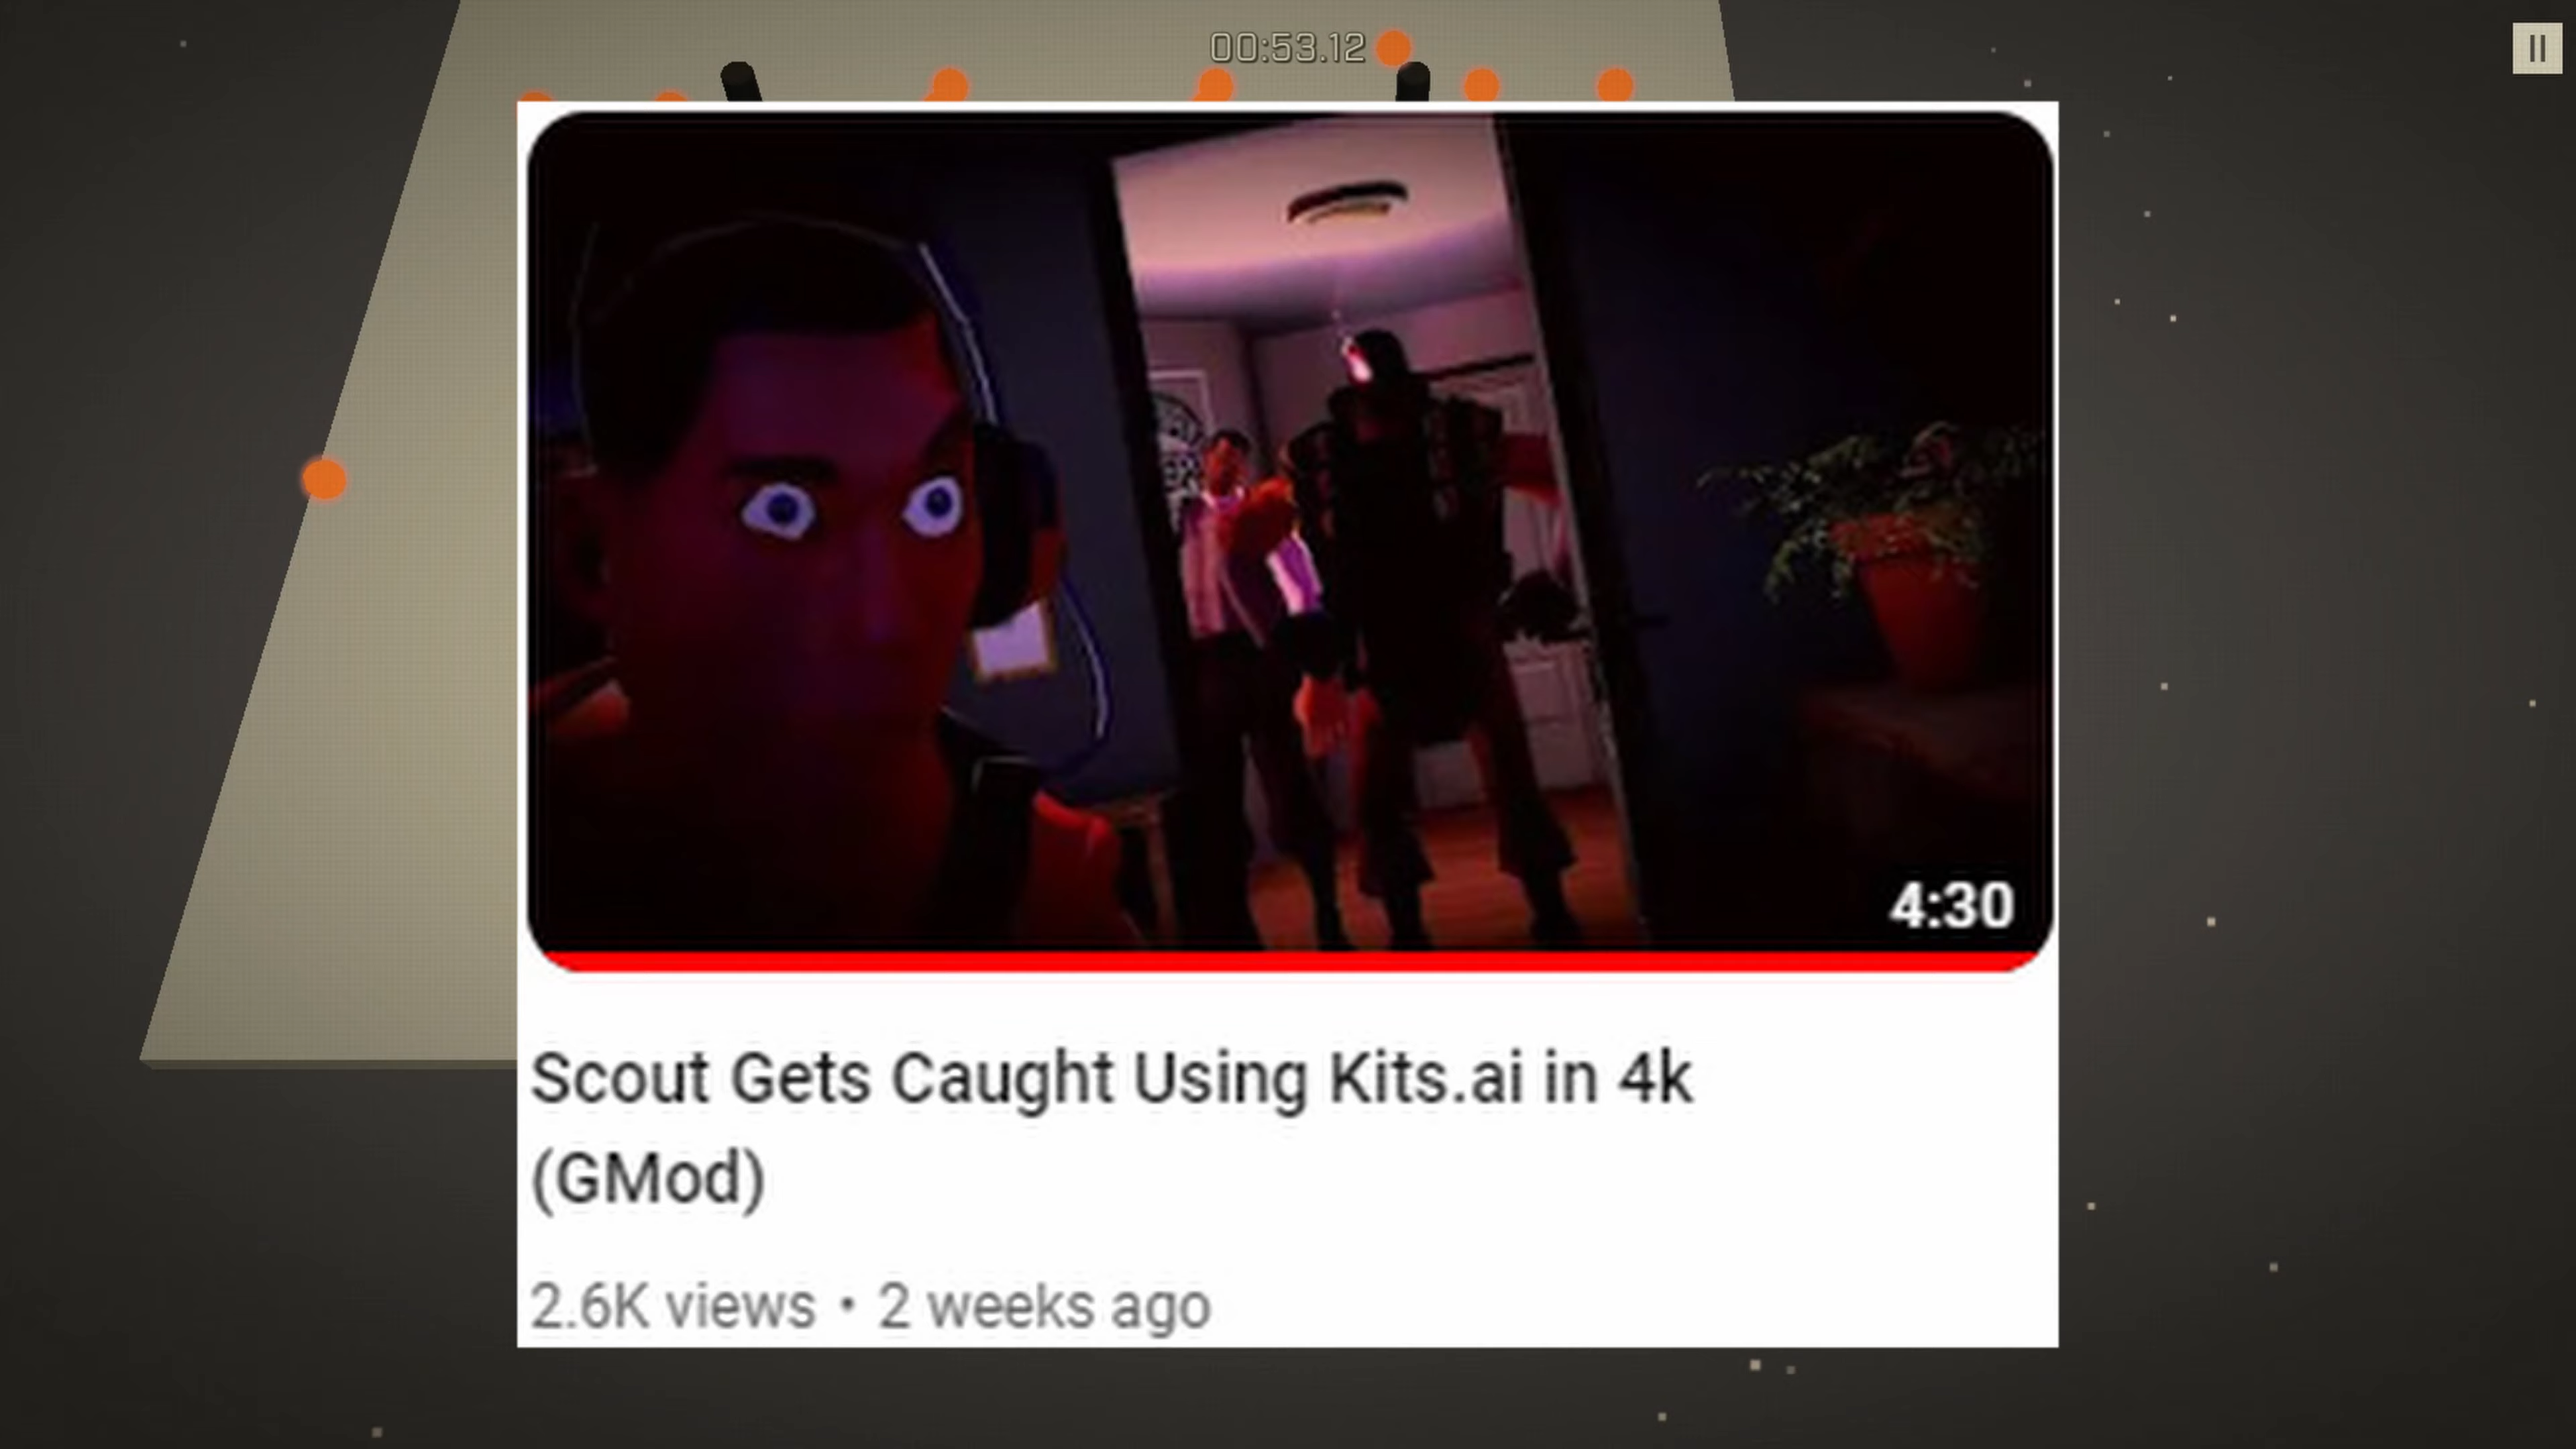 00:53.12
4:30
Scout Gets Caught Using Kits.ai in 4k
(GMod)
2.6K views • 2 weeks ago